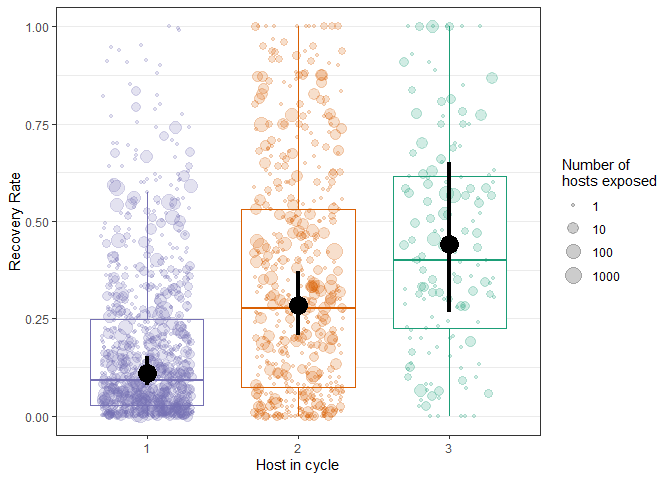 1.00
0.75
0.50
0.25
0.00
Recovery Rate
1 2 3
Host in cycle
Number of
hosts exposed
1
10
100
1000